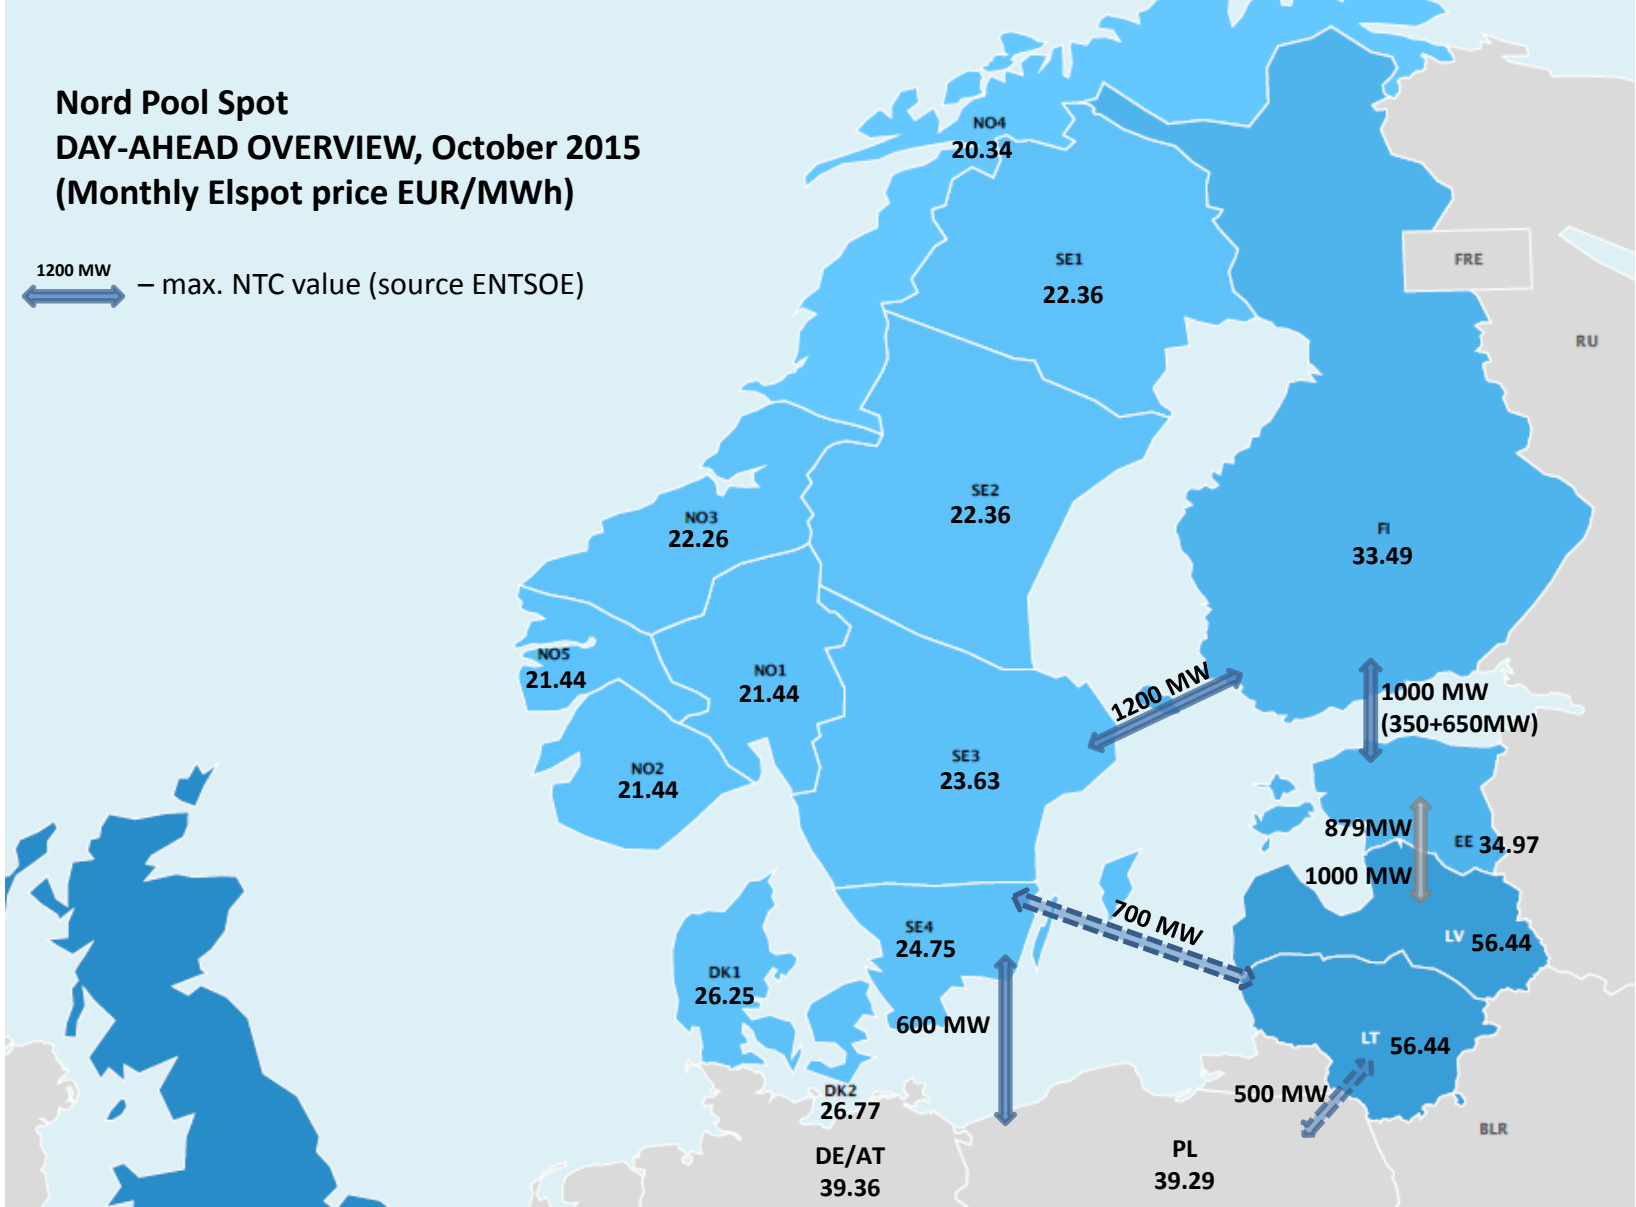 Nord Pool Spot
DAY-AHEAD OVERVIEW, October 2015
(Monthly Elspot price EUR/MWh)
1200 MW
– max. NTC value (source ENTSOE)
NO4
20.34
SE1
22.36
FRE
RU
SE2
22.36
NO3
22.26
FI
33.49
NO5
21.44
NO1
21.44
1200 MW
1000 MW
(350+650MW)
NO2
21.44
SE3
23.63
879MW
EE 34.97
1000 MW
700 MW
SE4
24.75
LV 56.44
DK1
26.25
600 MW
LT 56.44
500 MW
DK2
26.77
BLR
DE/AT
39.36
PL
39.29